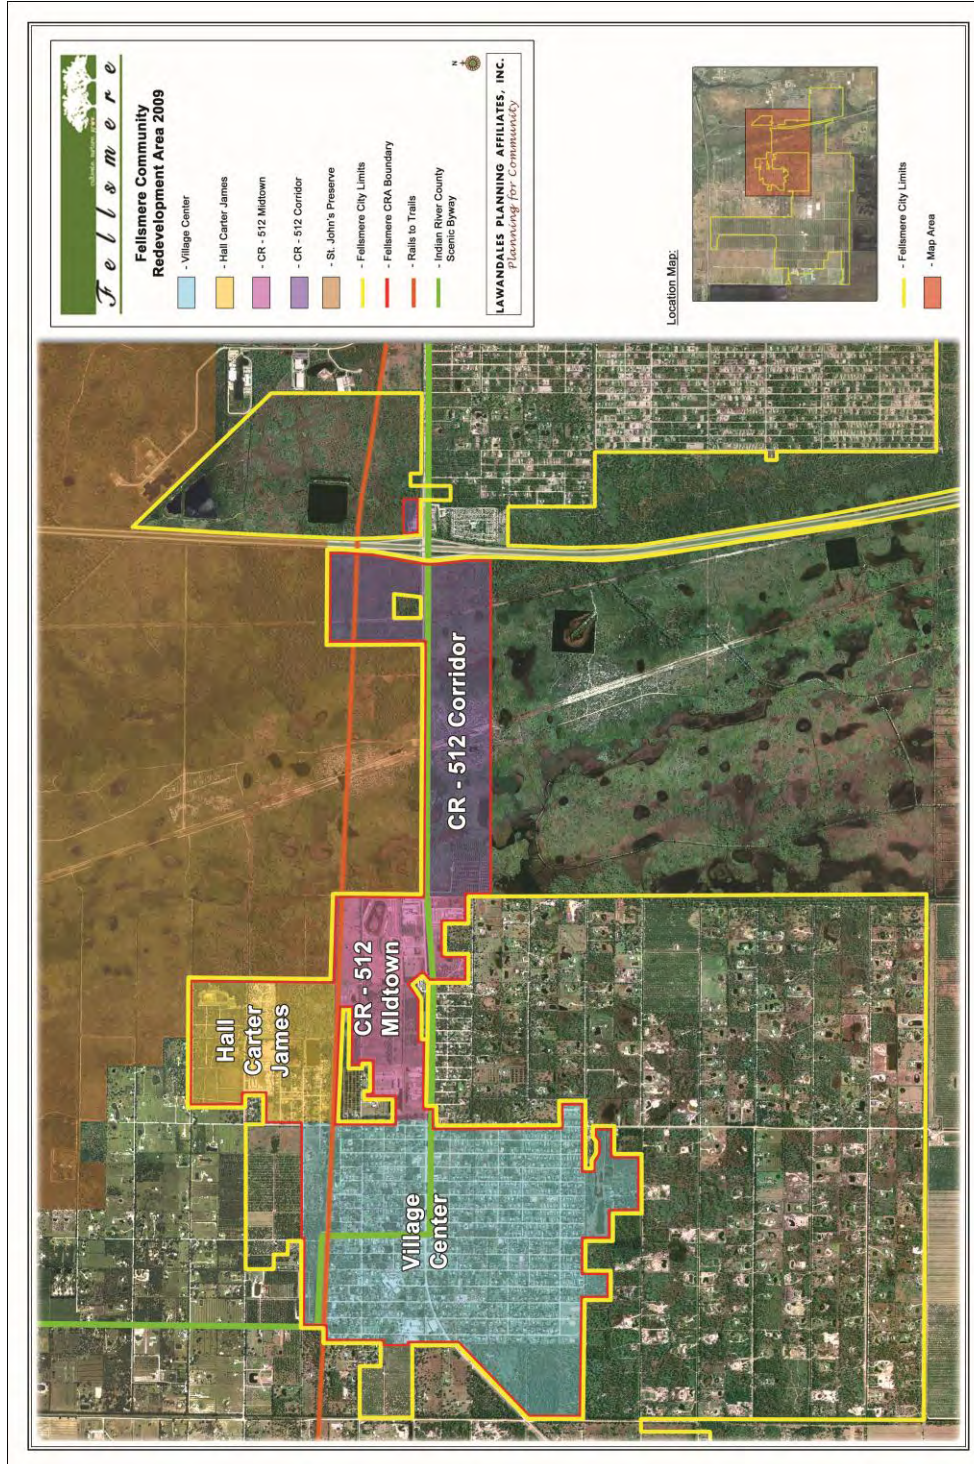 Fellsmere
cultivate. nature. grows.
Fellsmere Community
Redevelopment Area 2009
- Village Center
- Hall Carter James
- CR - 512 Midtown
- CR - 512 Corridor
- St. John's Preserve
- Fellsmere City Limits
- Fellsmere CRA Boundary
- Rails to Trails
- Indian River County
Scenic Byway
N
LAWANDALES PLANNING AFFILIATES, INC.
Planning for Community
Location Map:
- Fellsmere City Limits
- Map Area
Hall
Carter
James
CR - 512
MIdtown
CR - 512 Corridor
Village
Center